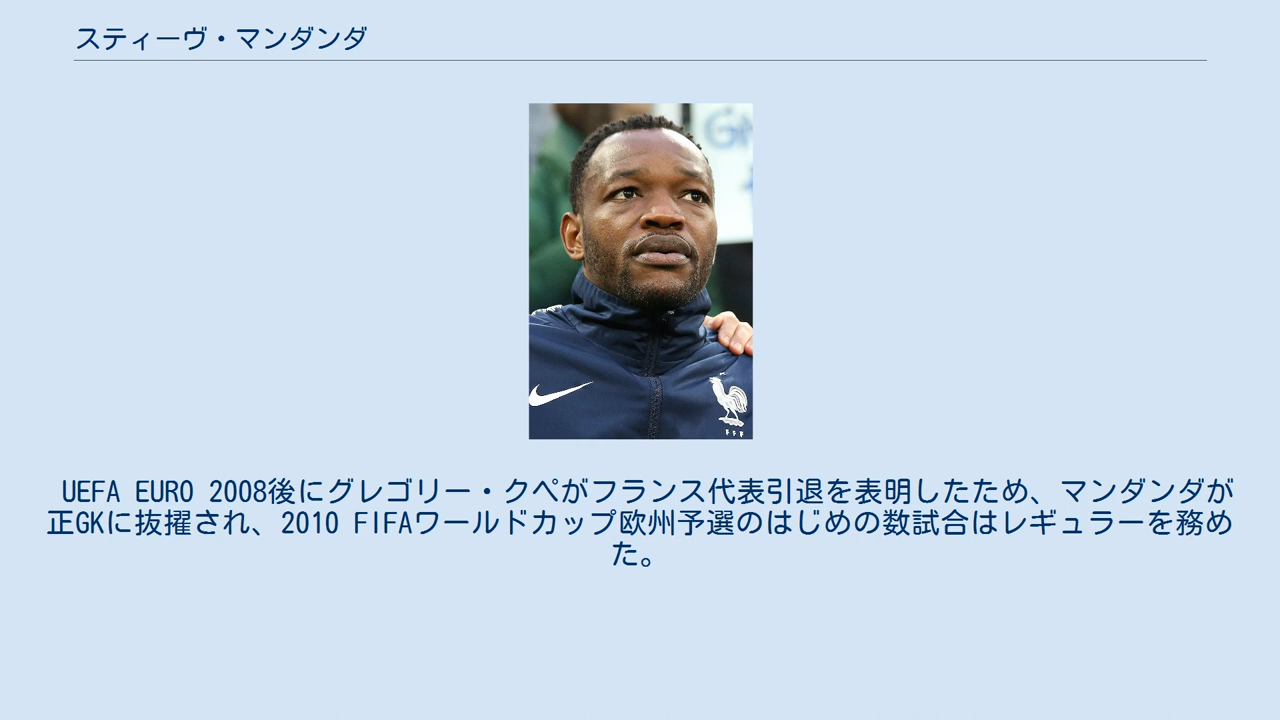 スティーヴ・マンダンダ
GM
FFF
UEFA EURO 2008後にグレゴリー・クペがフランス代表引退を表明したため、マンダンダが
正GKに抜擢され、2010 FIFAワールドカップ欧州予選のはじめの数試合はレギュラーを務め
た。